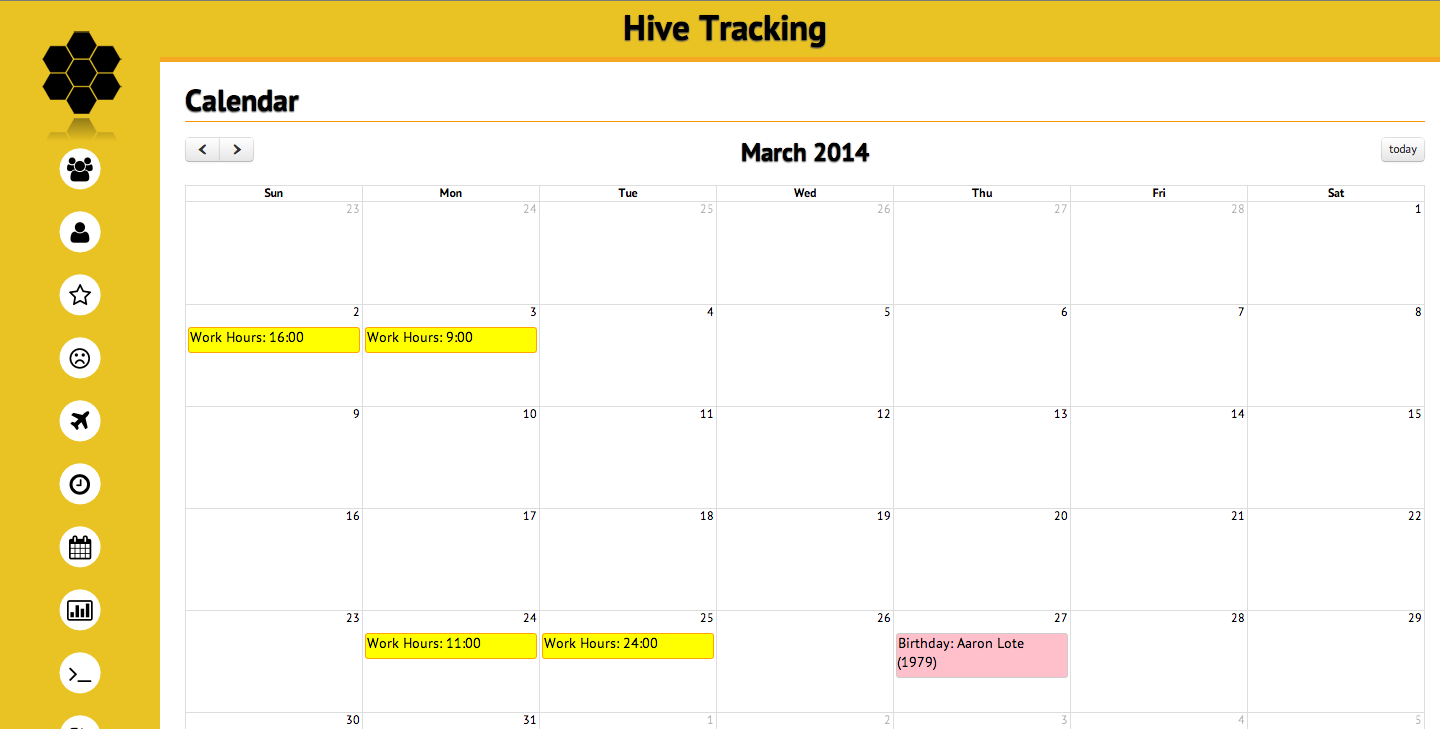 Hive Tracking
Calendar
March 2014
today
Sun Mon Tue Wed Thu Fri Sat
23 24 25 26 27 28 1
2 3 4 5 6 7 8
Work Hours: 16:00 Work Hours: 9:00
9 10 11 12 13 14 15
16 17 18 19 20 21 22
23 24 25 26 27 28 29
Work Hours: 11:00 Work Hours: 24:00 Birthday: Aaron Lote
(1979)
30 31 1 2 3 4 5